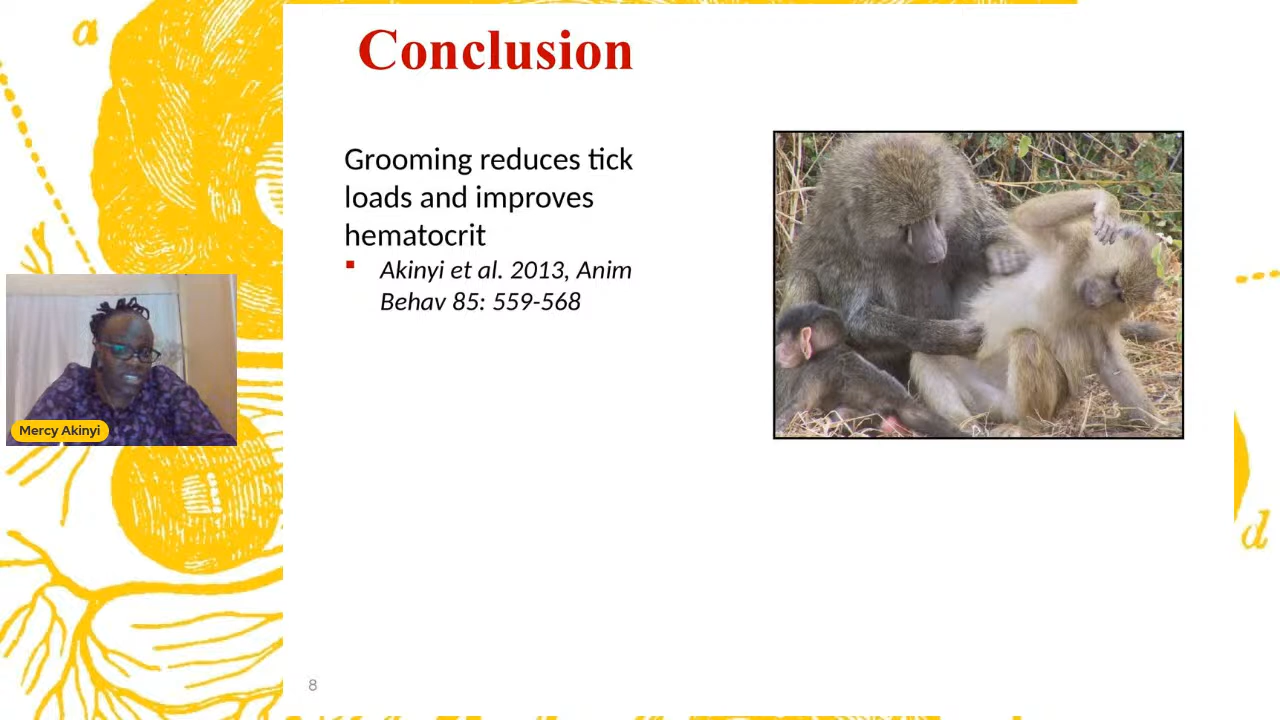 a
Conclusion
Grooming reduces tick
loads and improves
hematocrit
Akinyi et al. 2013, Anim
Behav 85: 559-568
Mercy Akinyi
d
8